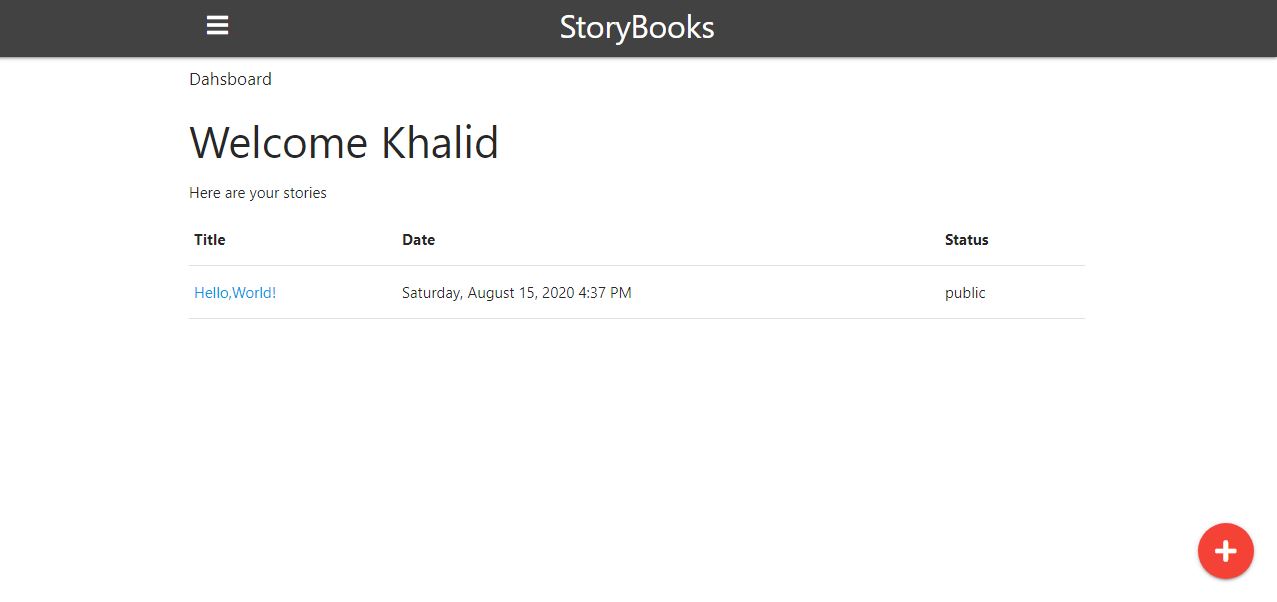 StoryBooks
Dahsboard
Welcome Khalid
Here are your stories
Title Date Status
Hello,World! Saturday, August 15, 2020 4:37 PM public